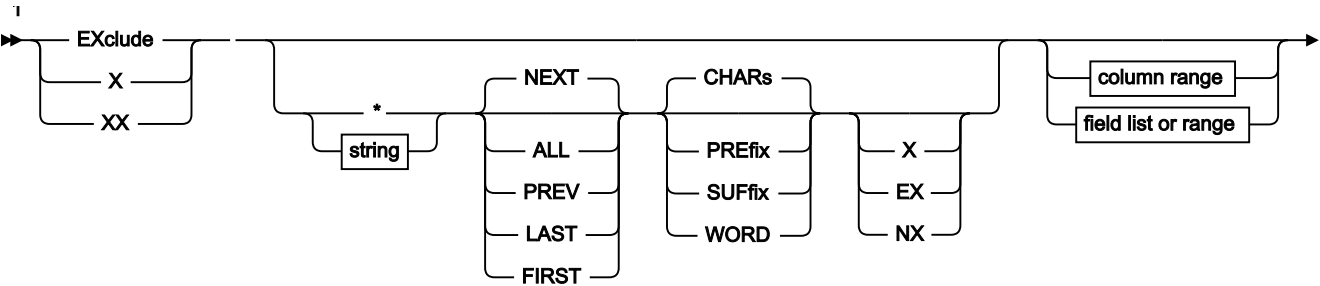 EXclude
X
XX
*
string
NEXT
ALL
PREV
LAST
FIRST
CHARs
PREfix
SUFfix
WORD
X
EX
NX
column range
field list or range